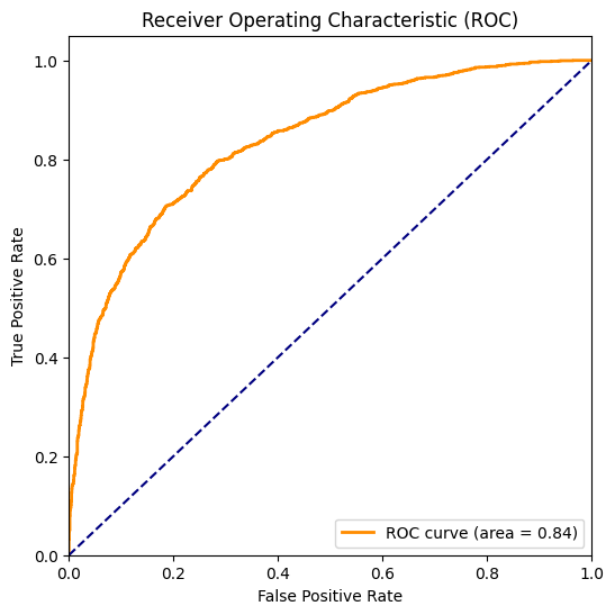 Receiver Operating Characteristic (ROC)
1.0
0.8
0.6
0.4
0.2
0.0
True Positive Rate
ROC curve (area = 0.84)
0.0 0.2 0.4 0.6 0.8 1.0
False Positive Rate